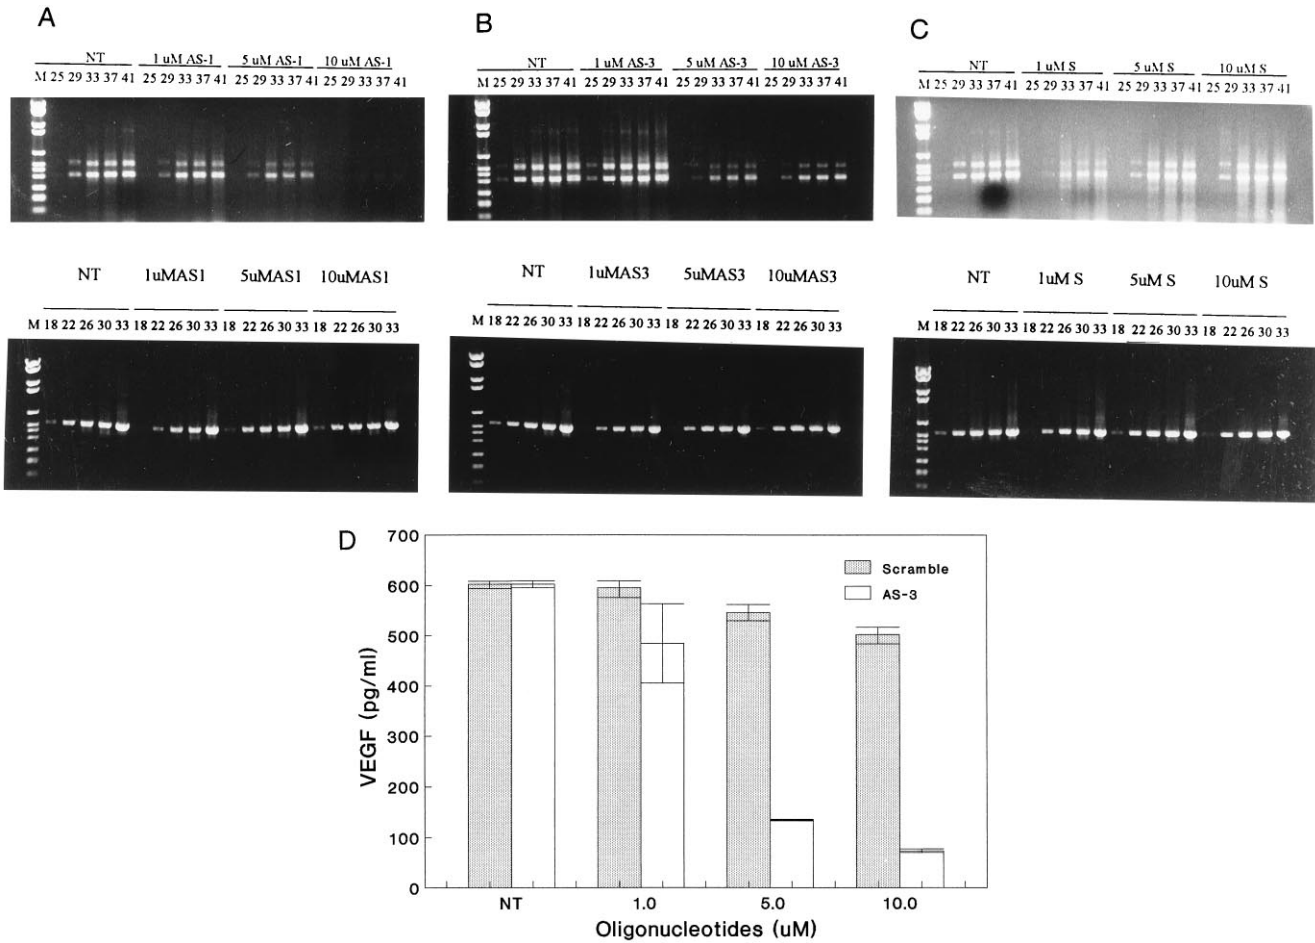 A
NT 1 uM AS-1 5 uM AS-1 10 uM AS-1
M 25 29 33 37 41 25 29 33 37 41 25 29 33 37 41 25 29 33 37 41
B
NT 1 uM AS-3 5 uM AS-3 10 uM AS-3
M 25 29 33 37 41 25 29 33 37 41 25 29 33 37 41 25 29 33 37 41
C
NT 1 uM S 5 uM S 10 uM S
M 25 29 33 37 41 25 29 33 37 41 25 29 33 37 41 25 29 33 37 41
NT 1uMAS1 5uMAS1 10uMAS1
M 18 22 26 30 33 18 22 26 30 33 18 22 26 30 33 18 22 26 30 33
NT 1uMAS3 5uMAS3 10uMAS3
M 18 22 26 30 33 18 22 26 30 33 18 22 26 30 33 18 22 26 30 33
NT 1uM S 5uM S 10uM S
M 18 22 26 30 33 18 22 26 30 33 18 22 26 30 33 18 22 26 30 33
D
VEGF (pg/ml)
700
600
500
400
300
200
100
0
Scramble
AS-3
NT 1.0 5.0 10.0
Oligonucleotides (uM)